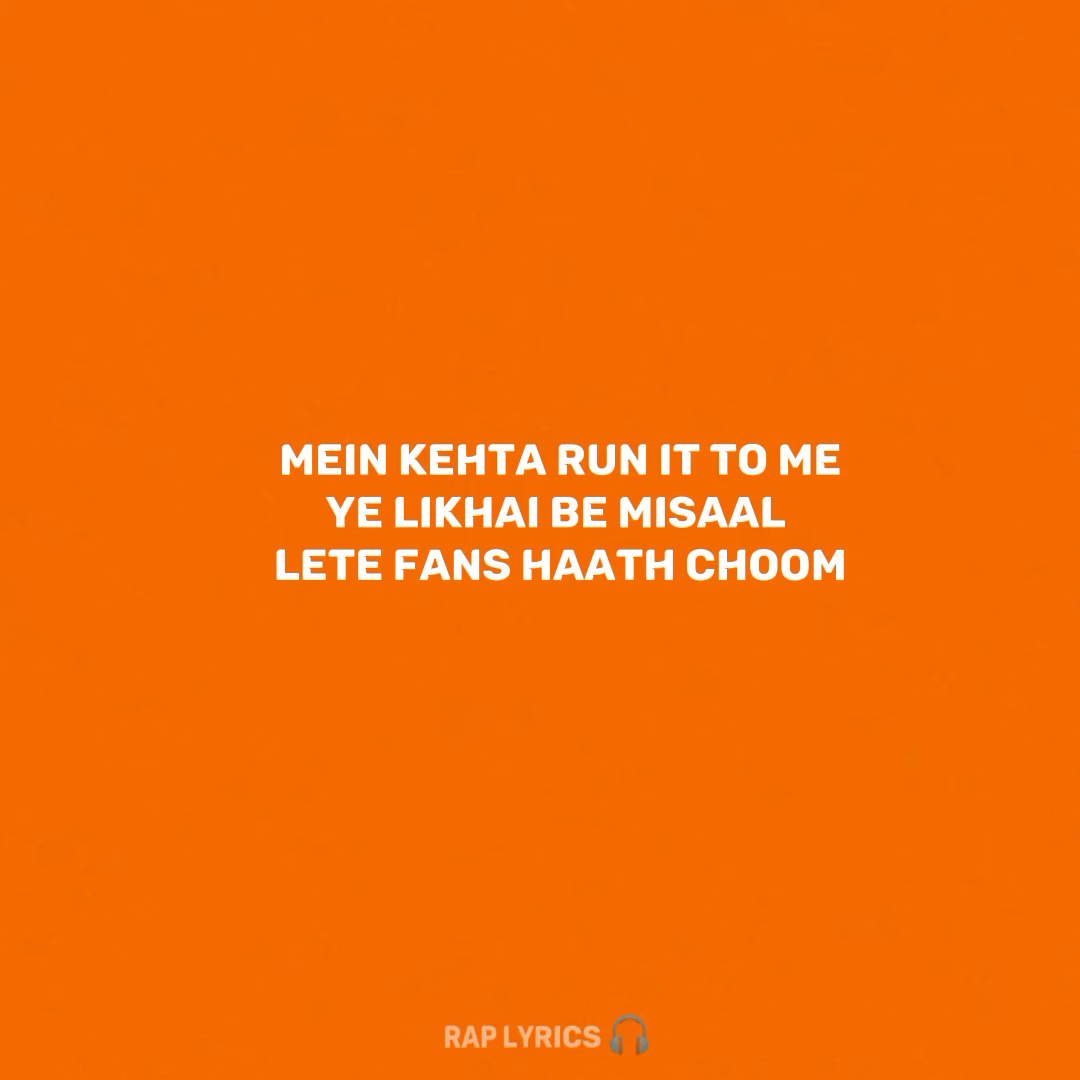 MEIN KEHTA RUN IT TO ME
YE LIKHAI BE MISAAL
LETE FANS HAATH CHOOM
RAP LYRICS 🎧